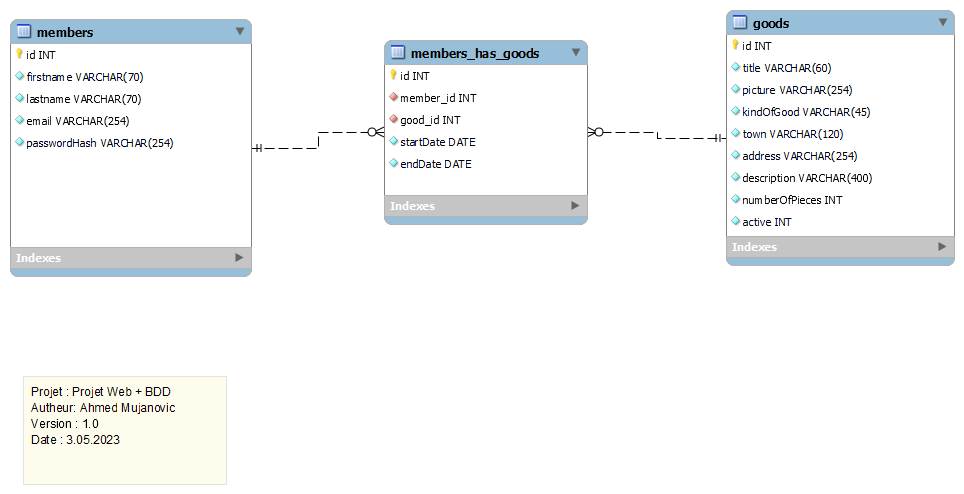 members
id INT
firstname VARCHAR(70)
lastname VARCHAR(70)
email VARCHAR(254)
passwordHash VARCHAR(254)
Indexes
members_has_goods
id INT
member_id INT
good_id INT
startDate DATE
endDate DATE
Indexes
goods
id INT
title VARCHAR(60)
picture VARCHAR(254)
kindOfGood VARCHAR(45)
town VARCHAR(120)
address VARCHAR(254)
description VARCHAR(400)
numberOfPieces INT
active INT
Indexes
Projet : Projet Web + BDD
Autheur: Ahmed Mujanovic
Version : 1.0
Date : 3.05.2023